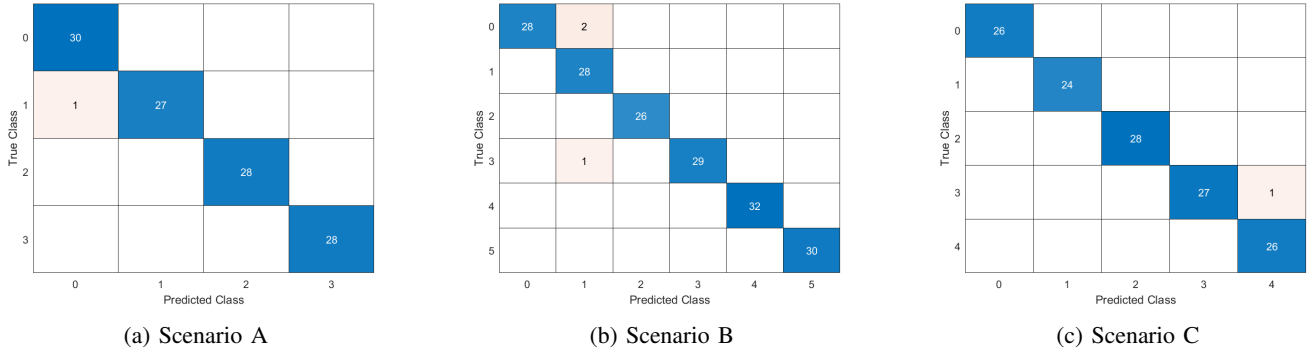 True Class
0
30
1
1
27
2
28
3
28
0 1 2 3
Predicted Class
(a) Scenario A
True Class
0
28 2
1
28
2
26
3
1 29
4
32
5
30
0 1 2 3 4 5
Predicted Class
(b) Scenario B
True Class
0
26
1
24
2
28
3
27 1
4
26
0 1 2 3 4
Predicted Class
(c) Scenario C